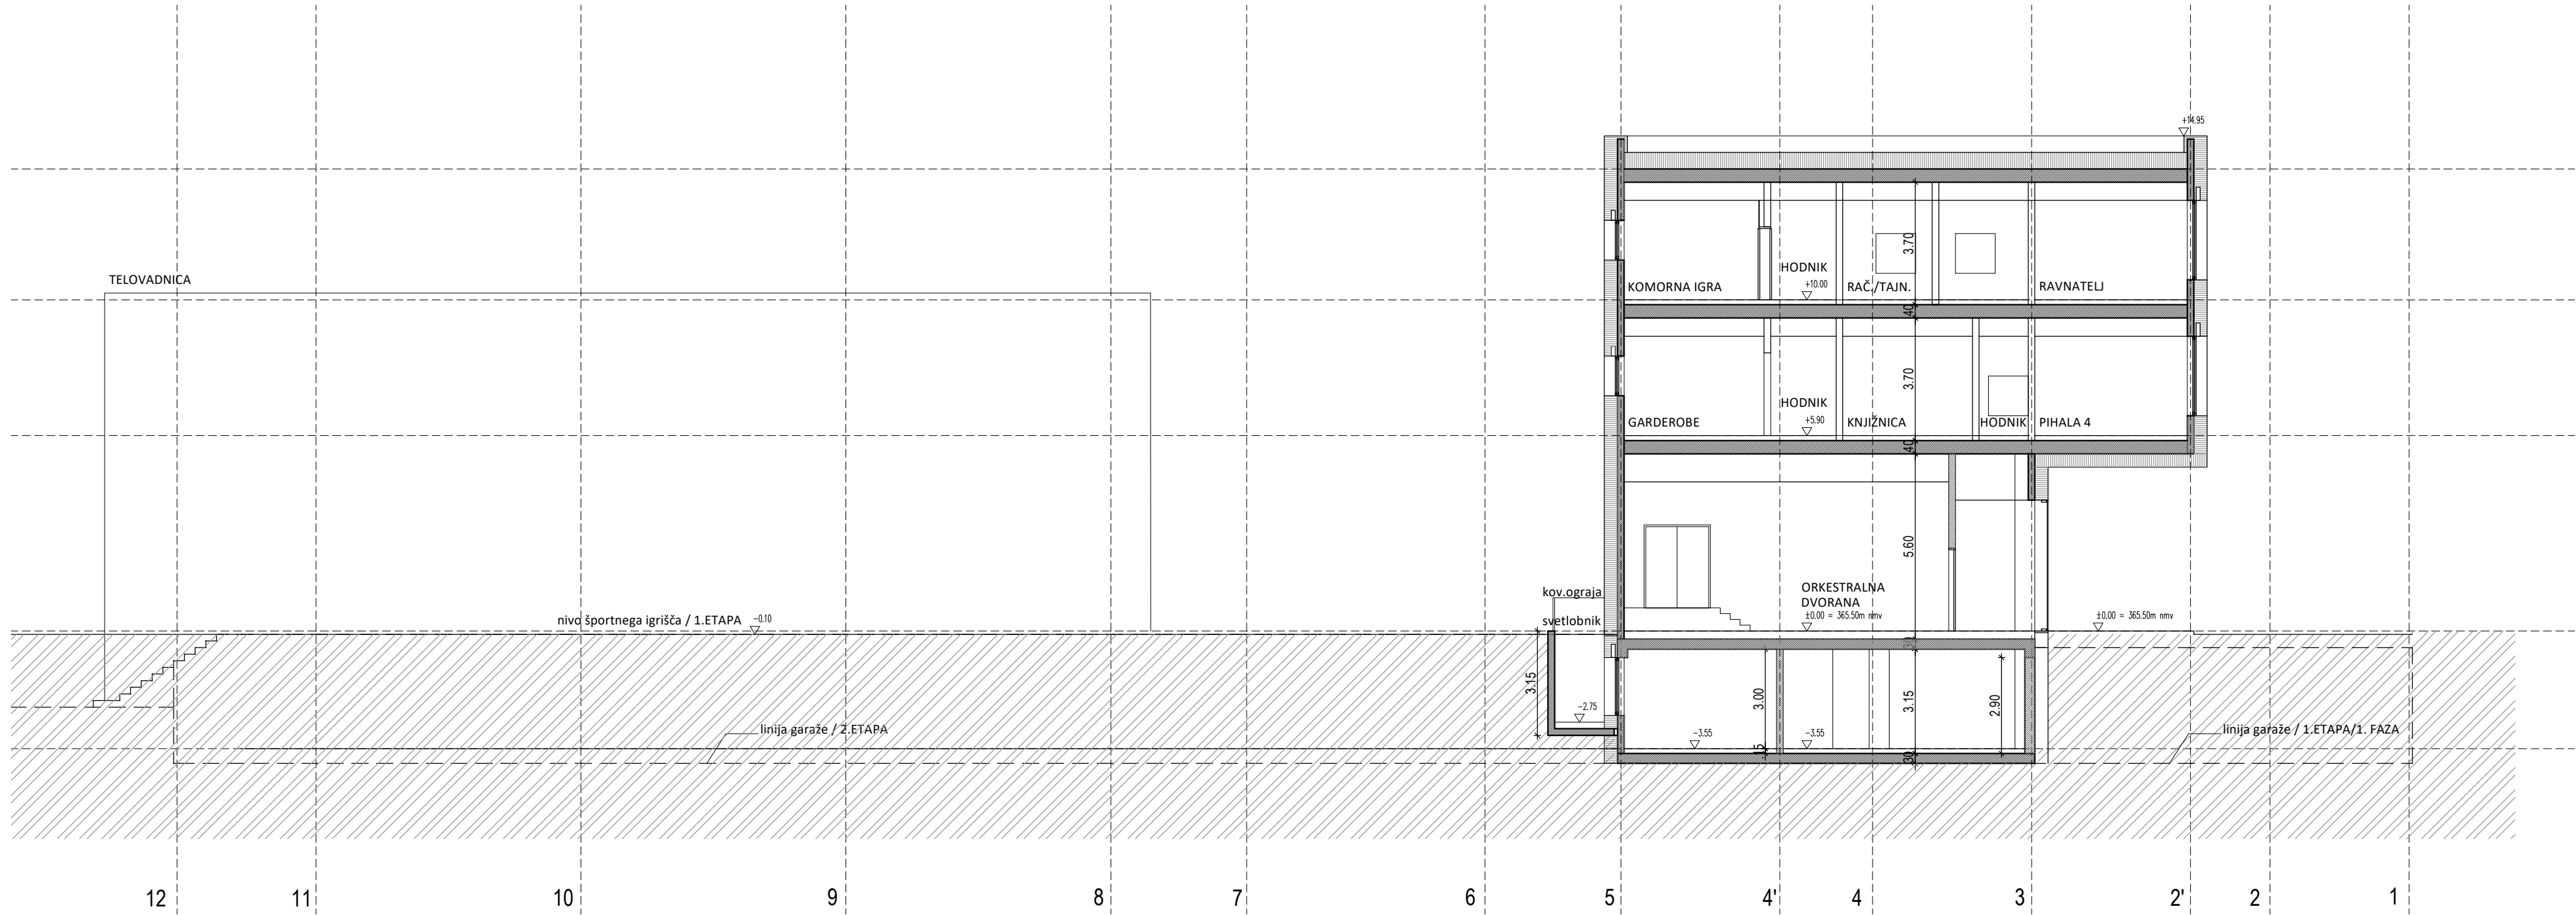 +14.95
3.70
TELOVADNICA
HODNIK
+10.00
KOMORNA IGRA
RAČ./TAJN.
RAVNATELJ
40
3.70
HODNIK
+5.90
GARDEROBE
KNJIŽNICA
HODNIK
PIHALA 4
40
5.60
ORKESTRALNA
DVORANA
±0.00 = 365.50m nmv
±0.00 = 365.50m nmv
kov.ograja
svetlobnik
nivo športnega igrišča / 1.ETAPA
-0.10
30
3.15
3.00
3.15
2.90
-2.75
-3.55
-3.55
15
30
linija garaže / 2.ETAPA
linija garaže / 1.ETAPA/1. FAZA
12 11 10 9 8 7 6 5 4' 4 3 2' 2 1